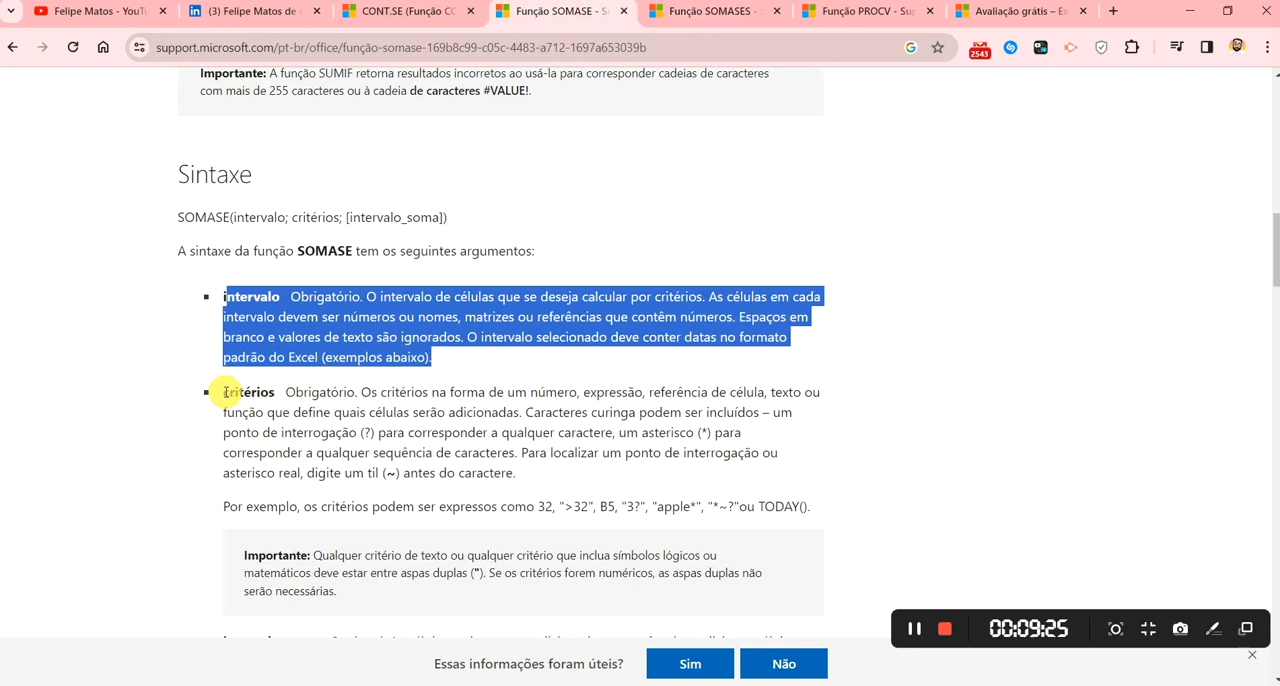 Felipe Matos - YouTu
(3) Felipe Matos de A
CONT.SE (Função CO
Função SOMASE - S
Função SOMASES - S
Função PROCV - Sup
Avaliação grátis – Ex
support.microsoft.com/pt-br/office/função-somase-169b8c99-c05c-4483-a712-1697a653039b
2543
Importante: A função SUMIF retorna resultados incorretos ao usá-la para corresponder cadeias de caracteres
com mais de 255 caracteres ou à cadeia de caracteres #VALUE!.
Sintaxe
SOMASE(intervalo; critérios; [intervalo_soma])
A sintaxe da função SOMASE tem os seguintes argumentos:
intervalo Obrigatório. O intervalo de células que se deseja calcular por critérios. As células em cada
intervalo devem ser números ou nomes, matrizes ou referências que contêm números. Espaços em
branco e valores de texto são ignorados. O intervalo selecionado deve conter datas no formato
padrão do Excel (exemplos abaixo).
critérios Obrigatório. Os critérios na forma de um número, expressão, referência de célula, texto ou
função que define quais células serão adicionadas. Caracteres curinga podem ser incluídos – um
ponto de interrogação (?) para corresponder a qualquer caractere, um asterisco (*) para
corresponder a qualquer sequência de caracteres. Para localizar um ponto de interrogação ou
asterisco real, digite um til (~) antes do caractere.
Por exemplo, os critérios podem ser expressos como 32, ">32", B5, "3?", "apple*", "*~?"ou TODAY().
Importante: Qualquer critério de texto ou qualquer critério que inclua símbolos lógicos ou
matemáticos deve estar entre aspas duplas ("). Se os critérios forem numéricos, as aspas duplas não
serão necessárias.
00:09:25
Essas informações foram úteis?
Sim
Não